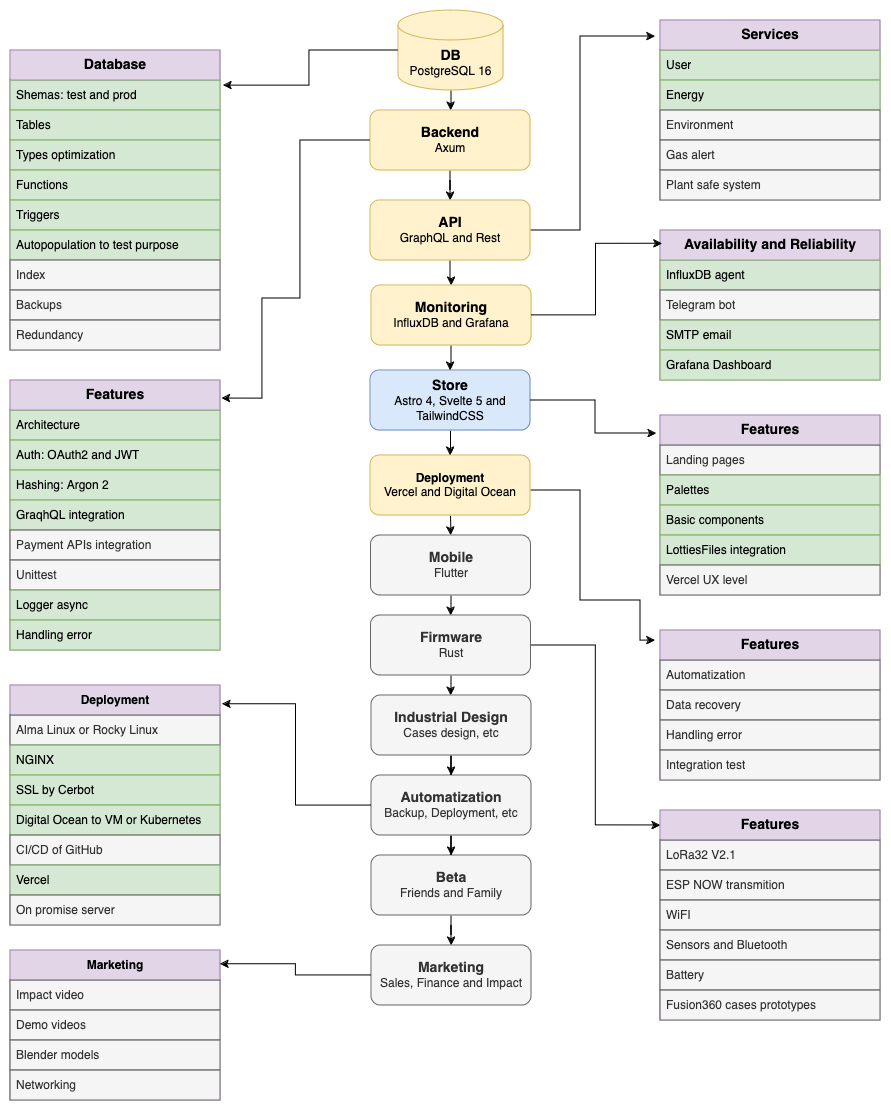 DB
PostgreSQL 16
Backend
Axum
API
GraphQL and Rest
Monitoring
InfluxDB and Grafana
Store
Astro 4, Svelte 5 and
TailwindCSS
Deployment
Vercel and Digital Ocean
Mobile
Flutter
Firmware
Rust
Industrial Design
Cases design, etc
Automatization
Backup, Deployment, etc
Beta
Friends and Family
Marketing
Sales, Finance and Impact
Database
Shemas: test and prod
Tables
Types optimization
Functions
Triggers
Autopopulation to test purpose
Index
Backups
Redundancy
Features
Architecture
Auth: OAuth2 and JWT
Hashing: Argon 2
GraqhQL integration
Payment APIs integration
Unittest
Logger async
Handling error
Deployment
Alma Linux or Rocky Linux
NGINX
SSL by Cerbot
Digital Ocean to VM or Kubernetes
CI/CD of GitHub
Vercel
On promise server
Marketing
Impact video
Demo videos
Blender models
Networking
Services
User
Energy
Environment
Gas alert
Plant safe system
Availability and Reliability
InfluxDB agent
Telegram bot
SMTP email
Grafana Dashboard
Features
Landing pages
Palettes
Basic components
LottiesFiles integration
Vercel UX level
Features
Automatization
Data recovery
Handling error
Integration test
Features
LoRa32 V2.1
ESP NOW transmition
WiFI
Sensors and Bluetooth
Battery
Fusion360 cases prototypes